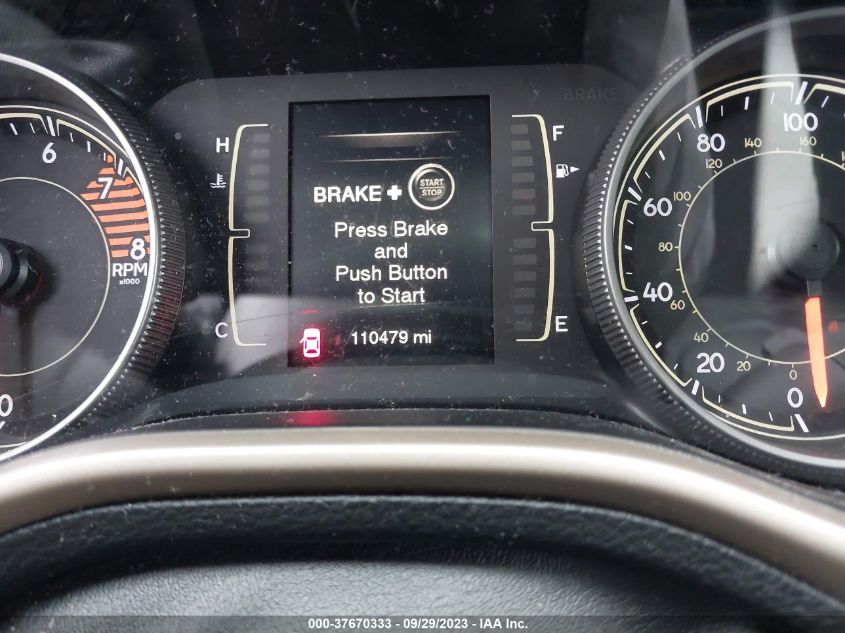 BRAKE
H
F
BRAKE +
START
STOP
Press Brake
and
Push Button
to Start
110479 mi
C
E
6
7
8
RPM
x1000
0
100
80
60
40
20
0
160
140
120
100
80
60
40
20
0
000-37670333 - 09/29/2023 - IAA Inc.